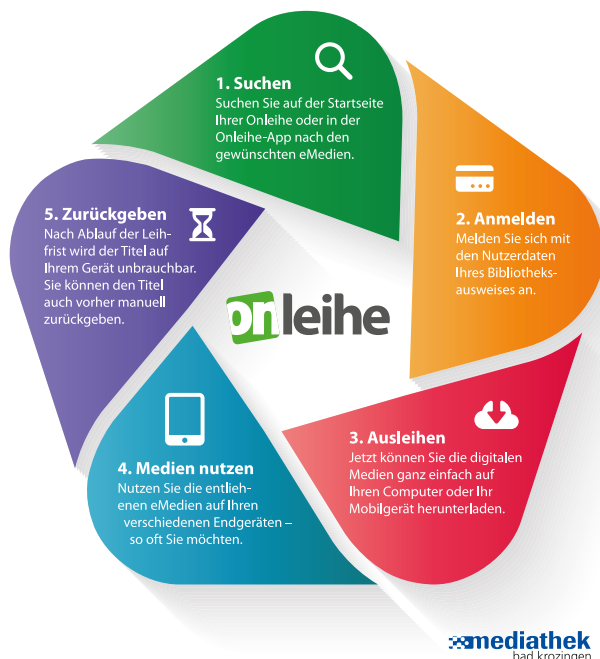 1. Suchen
Suchen Sie auf der Startseite
Ihrer Onleihe oder in der
Onleihe-App nach den
gewünschten eMedien.
2. Anmelden
Melden Sie sich mit
den Nutzerdaten
Ihres Bibliotheks-
ausweises an.
3. Ausleihen
Jetzt können Sie die digitalen
Medien ganz einfach auf
Ihren Computer oder Ihr
Mobilgerät herunterladen.
4. Medien nutzen
Nutzen Sie die entlieh-
enen eMedien auf Ihren
verschiedenen Endgeräten –
so oft Sie möchten.
5. Zurückgeben
Nach Ablauf der Leih-
frist wird der Titel auf
Ihrem Gerät unbrauchbar.
Sie können den Titel
auch vorher manuell
zurückgeben.
onleihe
mediathek
bad krozingen